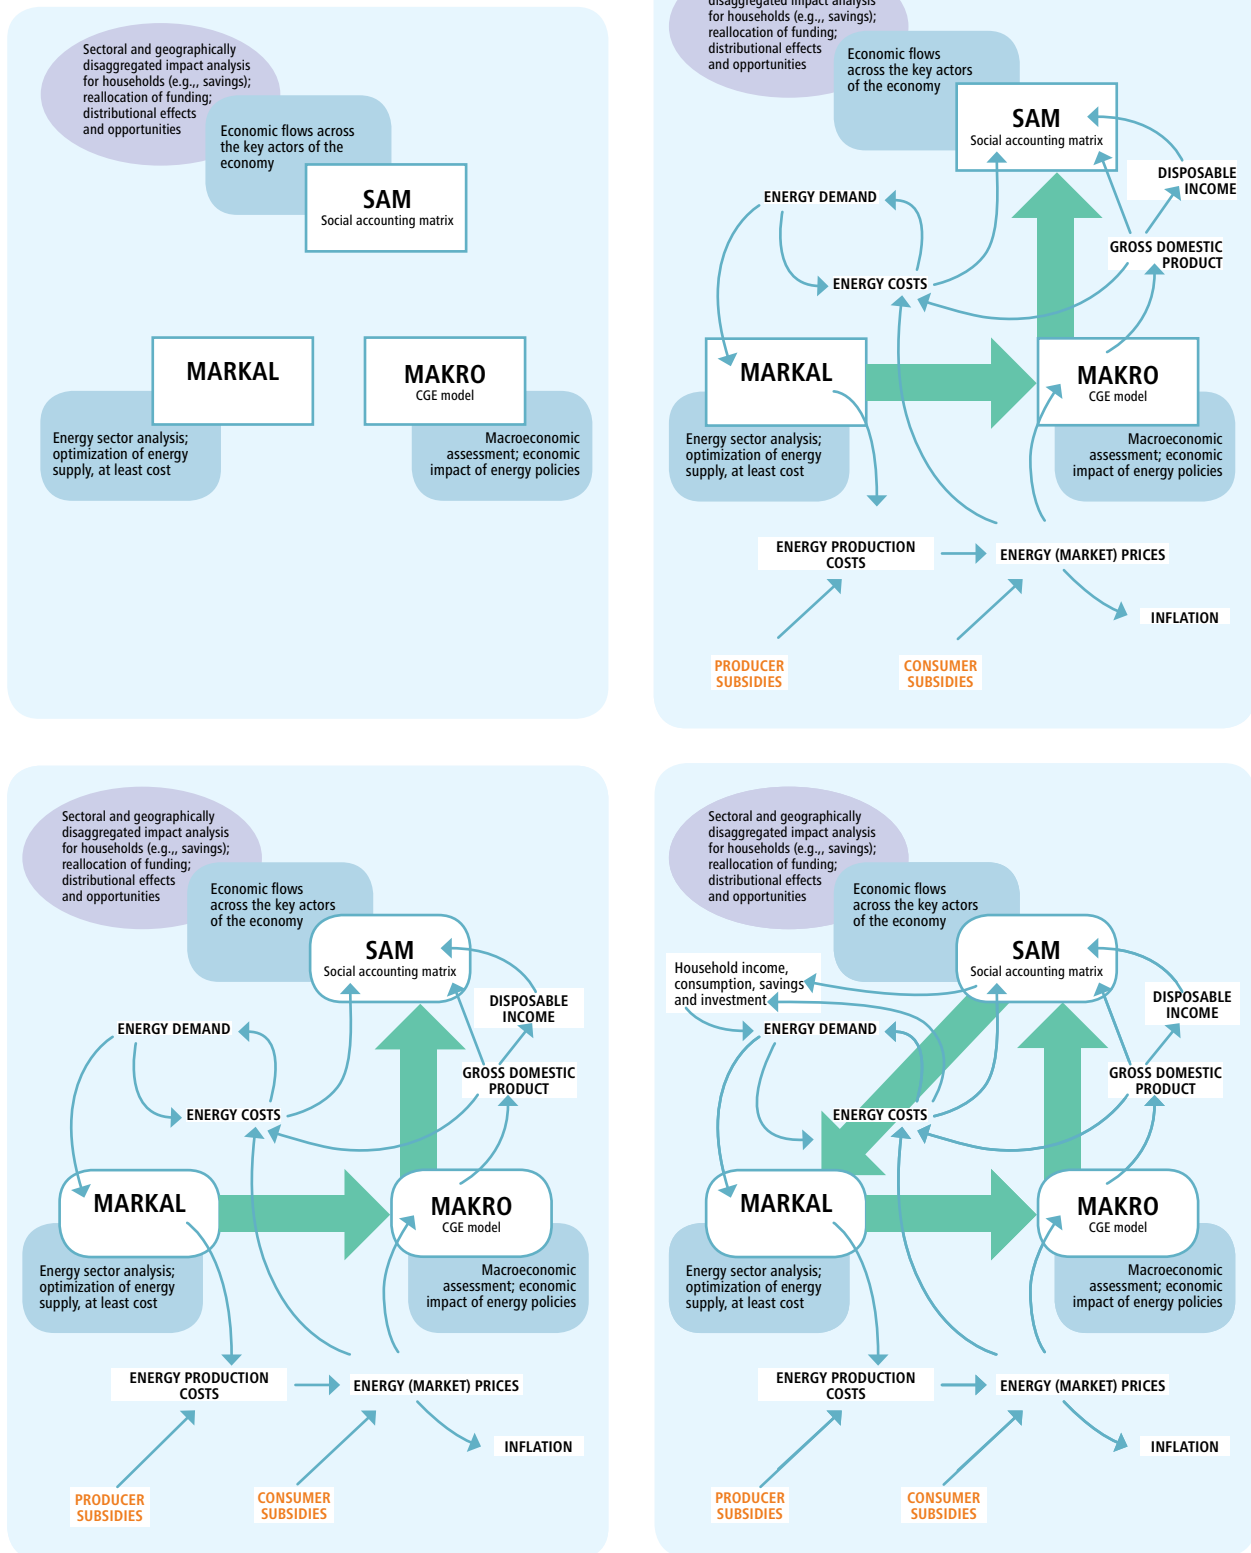 Sectoral and geographically
disaggregated impact analysis
for households (e.g.,, savings);
reallocation of funding;
distributional effects
and opportunities
Economic flows across
the key actors of the
economy
SAM
Social accounting matrix
MARKAL
MAKRO
CGE model
Energy sector analysis;
optimization of energy
supply, at least cost
Macroeconomic
assessment; economic
impact of energy policies
disaggregated impact analysis
for households (e.g.,, savings);
reallocation of funding;
distributional effects
and opportunities
Economic flows
across the key actors
of the economy
SAM
Social accounting matrix
DISPOSABLE
INCOME
ENERGY DEMAND
GROSS DOMESTIC
PRODUCT
ENERGY COSTS
MARKAL
MAKRO
CGE model
Energy sector analysis;
optimization of energy
supply, at least cost
Macroeconomic
assessment; economic
impact of energy policies
ENERGY PRODUCTION
COSTS
ENERGY (MARKET) PRICES
INFLATION
PRODUCER
SUBSIDIES
CONSUMER
SUBSIDIES
Sectoral and geographically
disaggregated impact analysis
for households (e.g.,, savings);
reallocation of funding;
distributional effects
and opportunities
Economic flows
across the key actors
of the economy
SAM
Social accounting matrix
DISPOSABLE
INCOME
ENERGY DEMAND
GROSS DOMESTIC
PRODUCT
ENERGY COSTS
MARKAL
MAKRO
CGE model
Energy sector analysis;
optimization of energy
supply, at least cost
Macroeconomic
assessment; economic
impact of energy policies
ENERGY PRODUCTION
COSTS
ENERGY (MARKET) PRICES
INFLATION
PRODUCER
SUBSIDIES
CONSUMER
SUBSIDIES
Sectoral and geographically
disaggregated impact analysis
for households (e.g.,, savings);
reallocation of funding;
distributional effects
and opportunities
Economic flows
across the key actors
of the economy
SAM
Social accounting matrix
Household income,
consumption, savings
and investment
DISPOSABLE
INCOME
ENERGY DEMAND
GROSS DOMESTIC
PRODUCT
ENERGY COSTS
MARKAL
MAKRO
CGE model
Energy sector analysis;
optimization of energy
supply, at least cost
Macroeconomic
assessment; economic
impact of energy policies
ENERGY PRODUCTION
COSTS
ENERGY (MARKET) PRICES
INFLATION
PRODUCER
SUBSIDIES
CONSUMER
SUBSIDIES